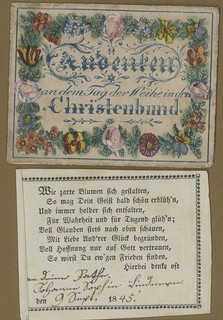 Andenken
an dem Tag der Weihe in den
Christenbund.
Wie zarte Blumen sich gestalten,
So mag Dein Geist bald schön erblüh'n,
Und immer holder sich entfalten,
Für Wahrheit und für Tugend glüh'n;
Voll Glauben stets nach oben schauen,
Mit Liebe And'rer Glück begründen,
Voll Hoffnung nur auf Gott vertrauen,
So wirst Du ew'gen Frieden finden.
Hierbei denke oft
deine Pathe
Sophie
den 9 Sept. 1845.